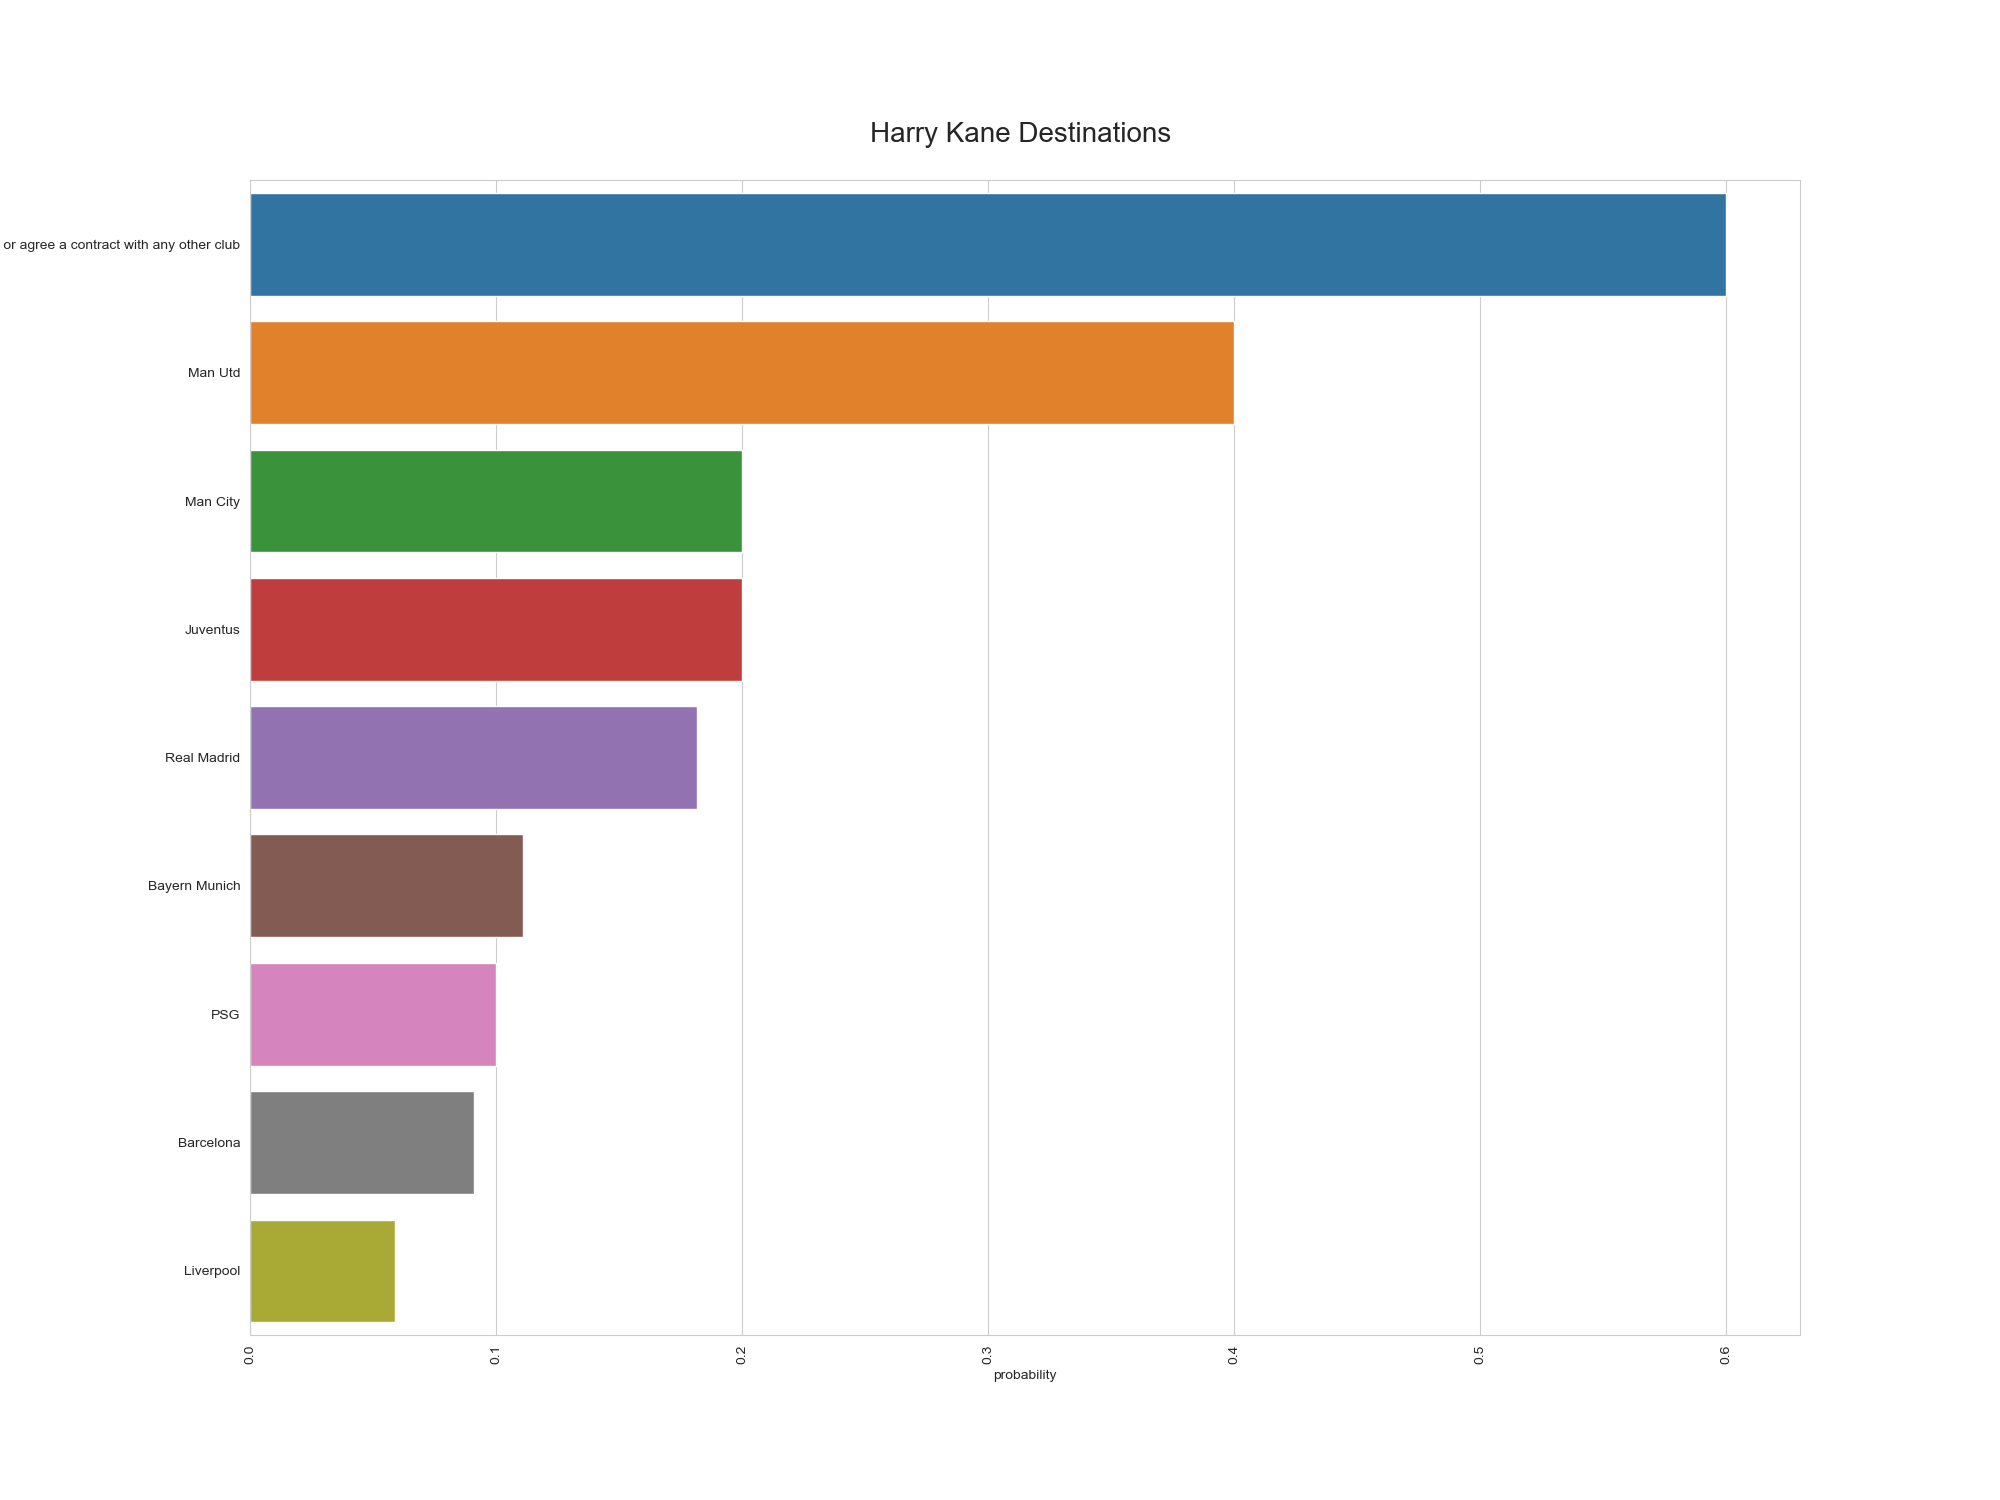 Harry Kane Destinations
or agree a contract with any other club
Man Utd
Man City
Juventus
Real Madrid
Bayern Munich
PSG
Barcelona
Liverpool
0.0
0.1
0.2
0.3
0.4
0.5
0.6
probability